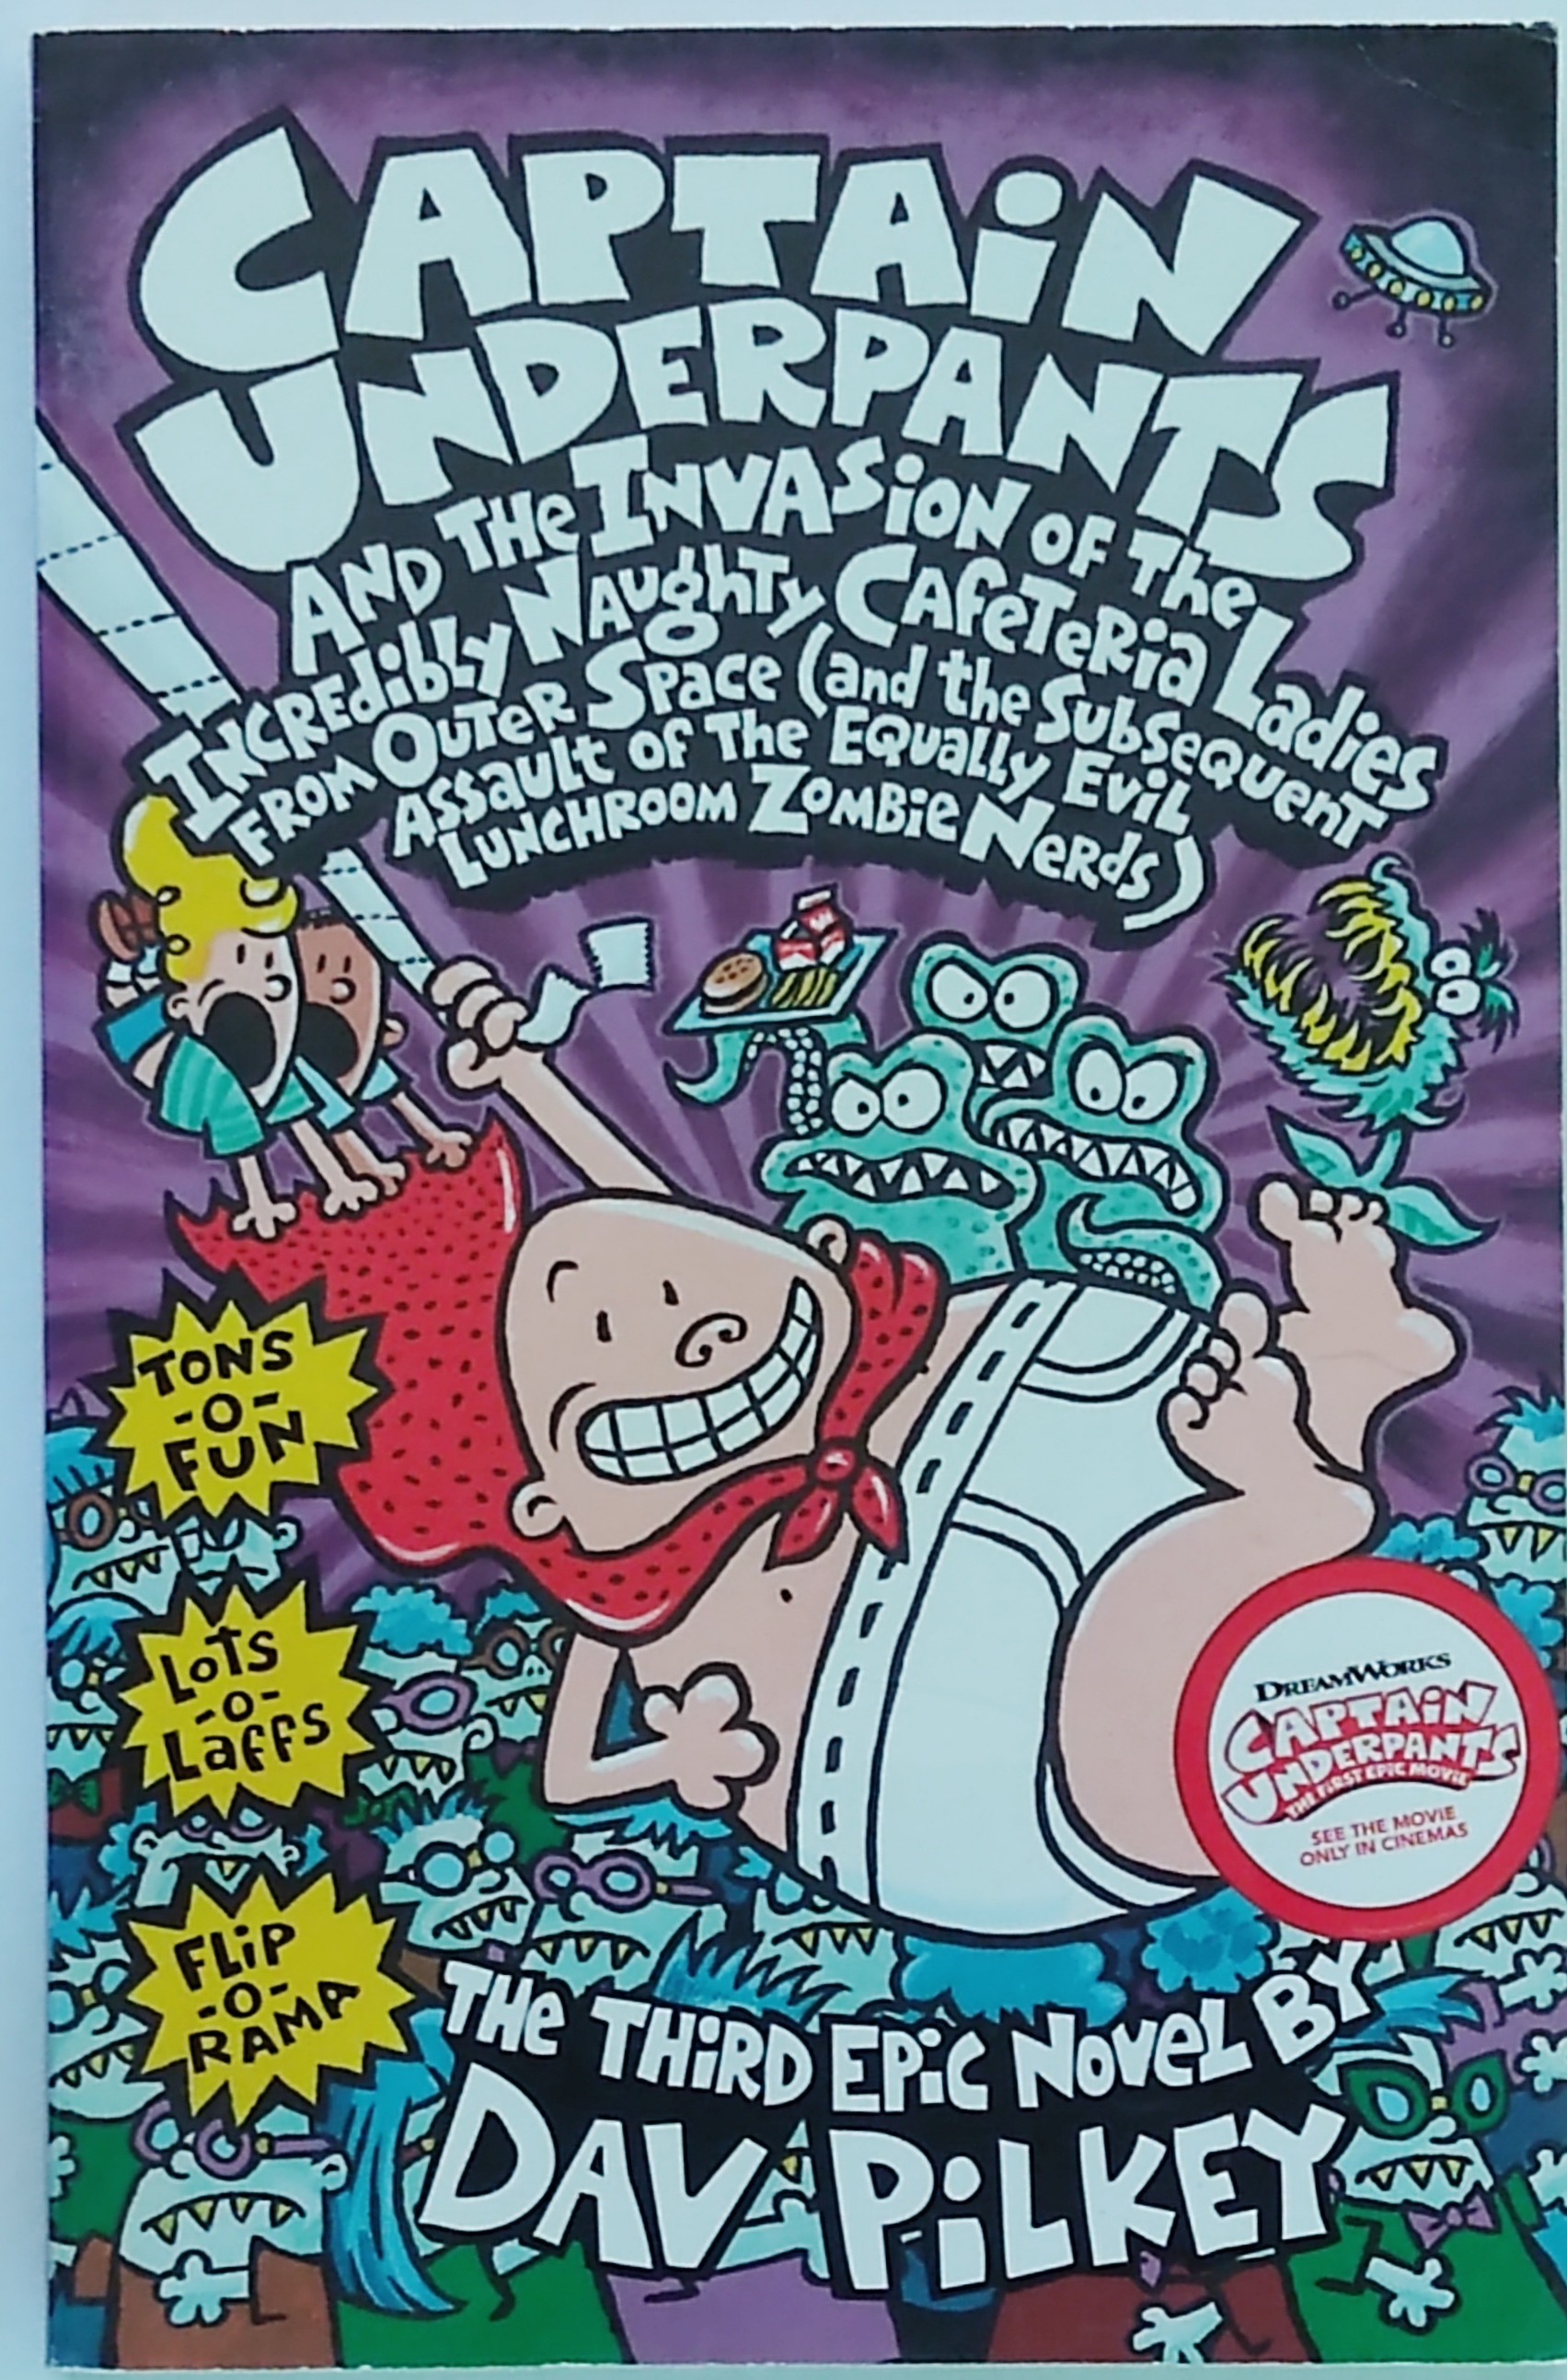 CAPTAiN
UNDERPANTS
AND THe INVASiON OF THe
INCREdibLy NAughTy CAfeTeRia Ladies
FROM OuTeR SPace (and the SubseQuenT
AssauLt of The EQuaLLy EviL
LUNCHROOM ZOMBie NeRds)
TONS
-O-
FUN
LoTS
-o-
Laffs
FLiP
-O-
RAMA
DREAMWORKS
CAPTAiN
UNDERPANTS
THE FIRST EPIC MOVIE
SEE THE MOVIE
ONLY IN CINEMAS
THe THiRD EPiC NoveL BY
DAV PiLKEY